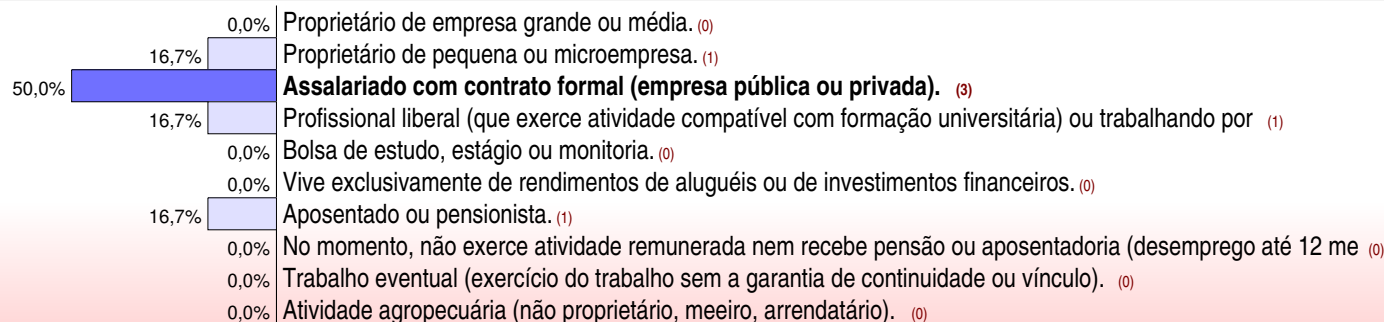 0,0% Proprietário de empresa grande ou média. (0)
16,7% Proprietário de pequena ou microempresa. (1)
50,0% Assalariado com contrato formal (empresa pública ou privada). (3)
16,7% Profissional liberal (que exerce atividade compatível com formação universitária) ou trabalhando por (1)
0,0% Bolsa de estudo, estágio ou monitoria. (0)
0,0% Vive exclusivamente de rendimentos de aluguéis ou de investimentos financeiros. (0)
16,7% Aposentado ou pensionista. (1)
0,0% No momento, não exerce atividade remunerada nem recebe pensão ou aposentadoria (desemprego até 12 me (0)
0,0% Trabalho eventual (exercício do trabalho sem a garantia de continuidade ou vínculo). (0)
0,0% Atividade agropecuária (não proprietário, meeiro, arrendatário). (0)